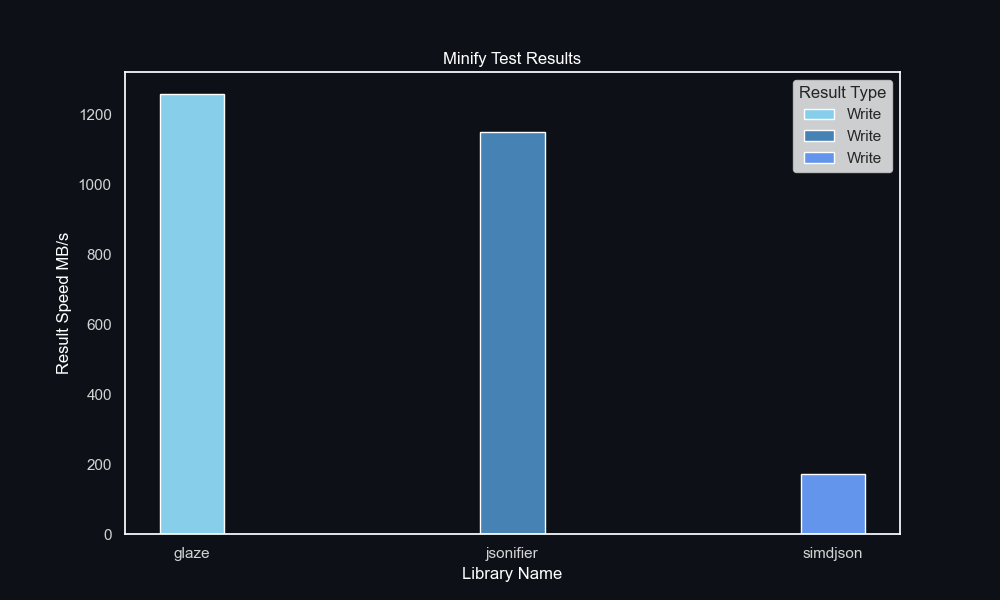 Minify Test Results
Result Type
Write
Write
Write
Result Speed MB/s
1200
1000
800
600
400
200
0
glaze
jsonifier
simdjson
Library Name